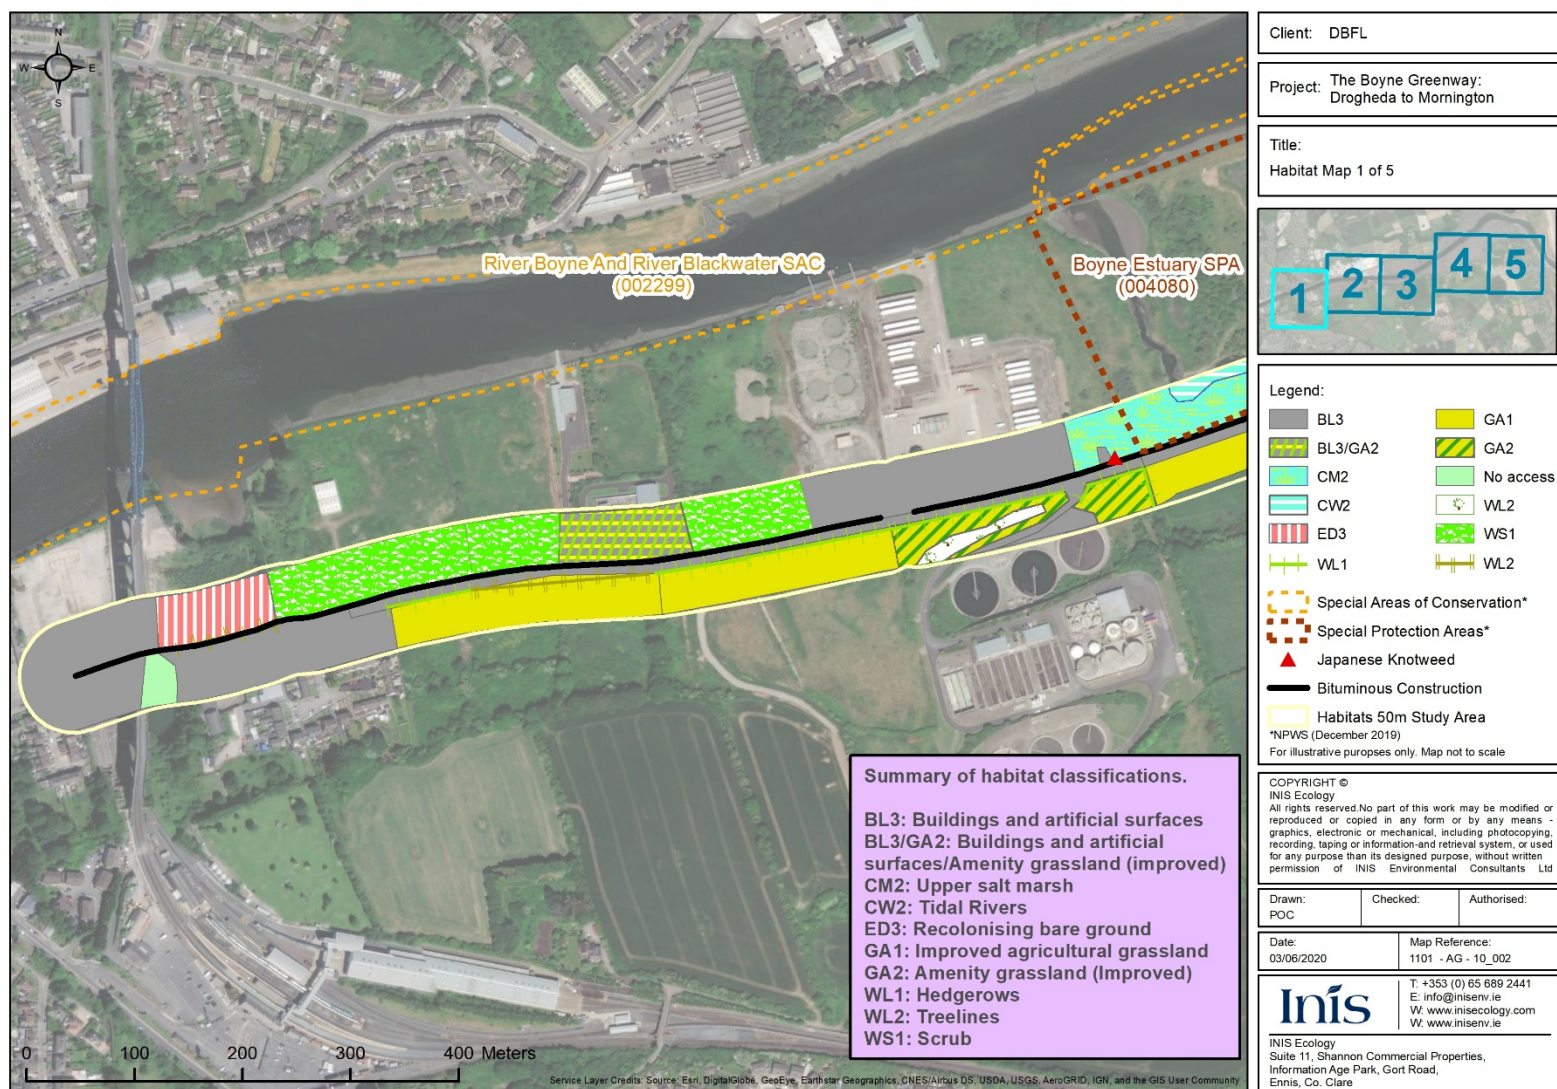 N
W E
S
River Boyne And River Blackwater SAC
(002299)
Boyne Estuary SPA
(004080)
Summary of habitat classifications.
BL3: Buildings and artificial surfaces
BL3/GA2: Buildings and artificial
surfaces/Amenity grassland (improved)
CM2: Upper salt marsh
CW2: Tidal Rivers
ED3: Recolonising bare ground
GA1: Improved agricultural grassland
GA2: Amenity grassland (Improved)
WL1: Hedgerows
WL2: Treelines
WS1: Scrub
0 100 200 300 400 Meters
Service Layer Credits: Source: Esri, DigitalGlobe, GeoEye, Earthstar Geographics, CNES/Airbus DS, USDA, USGS, AeroGRID, IGN, and the GIS User Community
Client: DBFL
Project: The Boyne Greenway:
Drogheda to Mornington
Title:
Habitat Map 1 of 5
1 2 3 4 5
Legend:
BL3 GA1
BL3/GA2 GA2
CM2 No access
CW2 WL2
ED3 WS1
WL1 WL2
Special Areas of Conservation*
Special Protection Areas*
Japanese Knotweed
Bituminous Construction
Habitats 50m Study Area
*NPWS (December 2019)
For illustrative puropses only. Map not to scale
COPYRIGHT ©
INIS Ecology
All rights reserved.No part of this work may be modified or
reproduced or copied in any form or by any means -
graphics, electronic or mechanical, including photocopying,
recording, taping or information-and retrieval system, or used
for any purpose than its designed purpose, without written
permission of INIS Environmental Consultants Ltd
Drawn: Checked: Authorised:
POC
Date: Map Reference:
03/06/2020 1101 - AG - 10_002
Inis
T: +353 (0) 65 689 2441
E: info@inisenv.ie
W: www.inisecology.com
W: www.inisenv.ie
INIS Ecology
Suite 11, Shannon Commercial Properties,
Information Age Park, Gort Road,
Ennis, Co. Clare